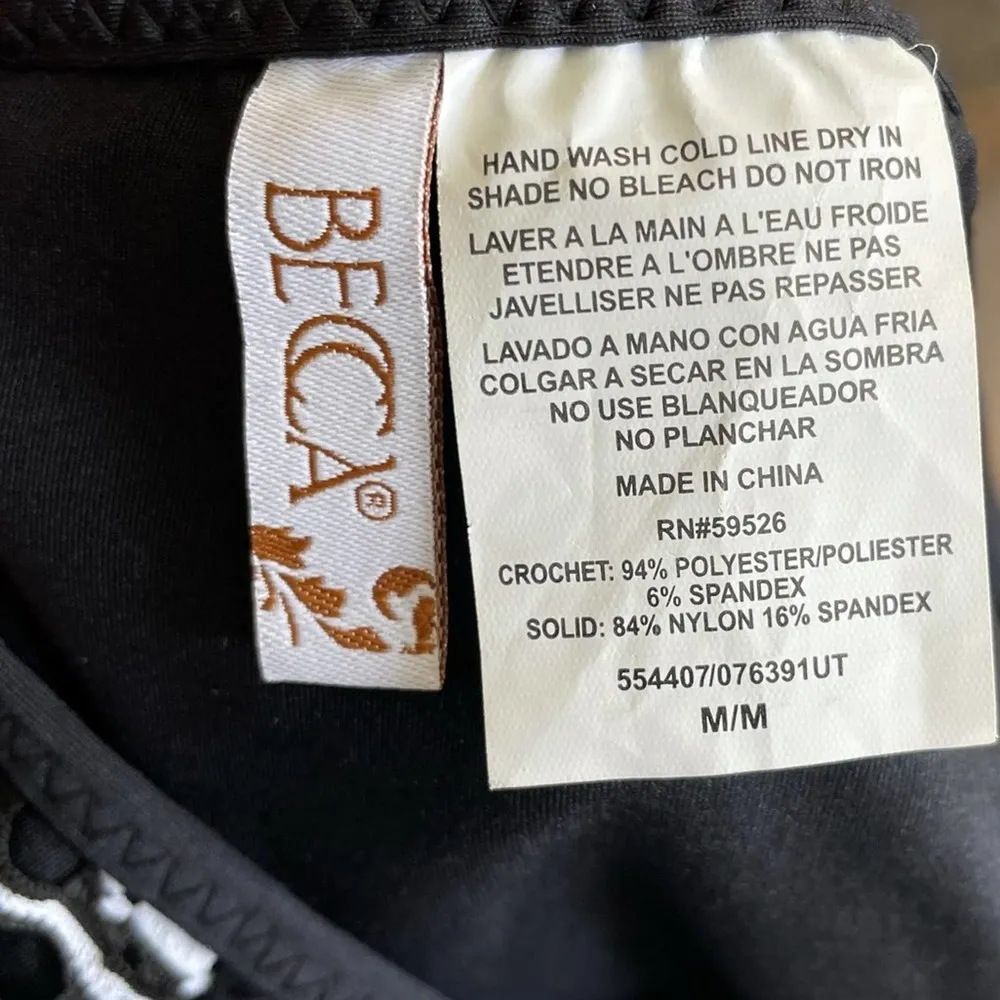 BECCA®
HAND WASH COLD LINE DRY IN
SHADE NO BLEACH DO NOT IRON
LAVER A LA MAIN A L'EAU FROIDE
ETENDRE A L'OMBRE NE PAS
JAVELLISER NE PAS REPASSER
LAVADO A MANO CON AGUA FRIA
COLGAR A SECAR EN LA SOMBRA
NO USE BLANQUEADOR
NO PLANCHAR
MADE IN CHINA
RN#59526
CROCHET: 94% POLYESTER/POLIESTER
6% SPANDEX
SOLID: 84% NYLON 16% SPANDEX
554407/076391UT
M/M